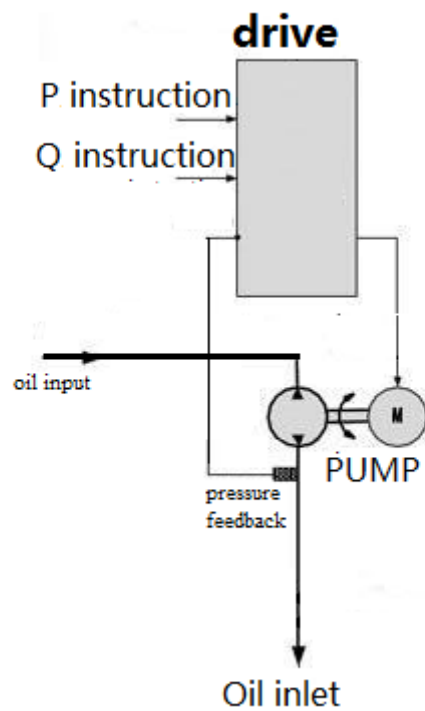 drive
P instruction
Q instruction
oil input
M
PUMP
pressure
feedback
Oil inlet